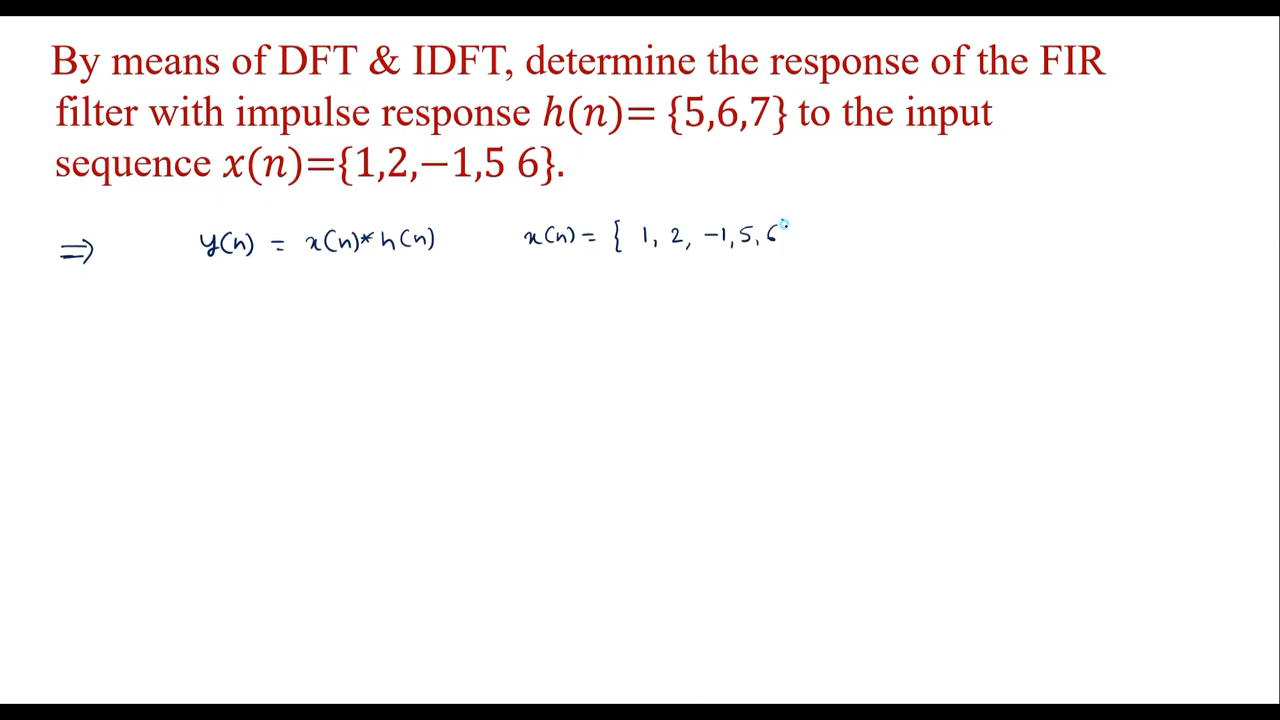 By means of DFT & IDFT, determine the response of the FIR
filter with impulse response h(n)= {5,6,7} to the input
sequence x(n)={1,2,−1,5 6}.
⇒ y(n) = x(n)*h(n) x(n) = { 1, 2, -1, 5, 6